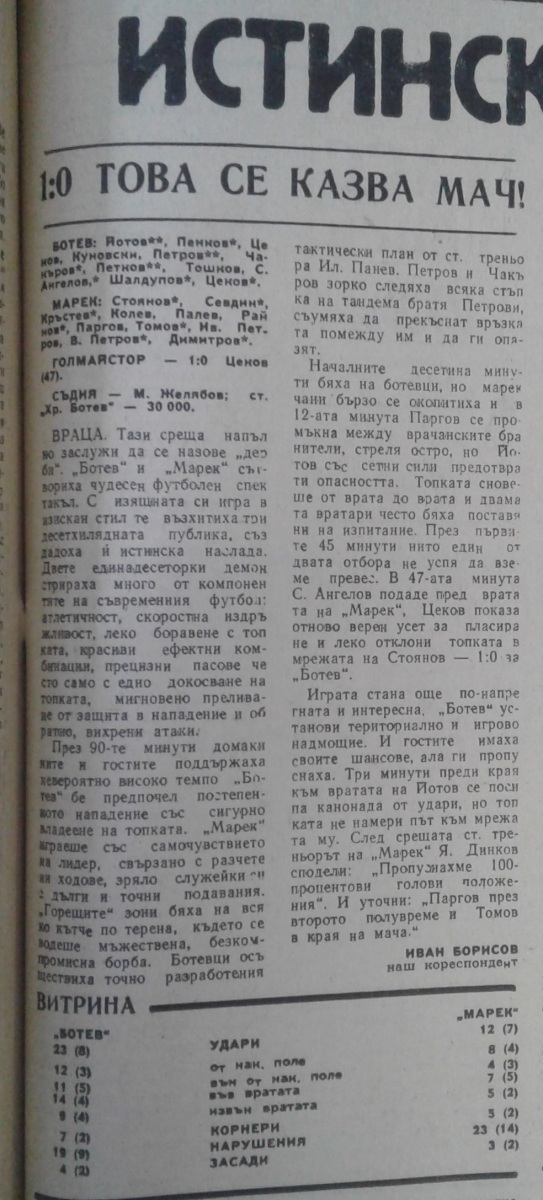 ИСТИНСК
1:0 ТОВА СЕ КАЗВА МАЧ!
БОТЕВ: Йотов**, Пенков*, Це
нов, Куновски, Петров**, Ча-
къров*, Петков**, Тошков, С.
Ангелов,* Шалдупов*, Ценов*.
МАРЕК: Стоянов*, Севдин*,
Кръстев*, Колев, Палев, Рай
нов*, Паргов, Томов*, Ив. Пет-
ров, В. Петров*, Димитров*.
ГОЛМАЙСТОР — 1:0 Ценов
(47).
СЪДИЯ — М. Желябов; ст.
„Хр. Ботев" — 30 000.
ВРАЦА. Тази среща напъл
но заслужи да се назове „дер
би". „Ботев" и „Марек" сът-
вориха чудесен футболен спек
такъл. С изящната си игра в
изискан стил те възхитиха три
десетхилядната публика, съз
дадоха ѝ истинска наслада.
Двете единадесеторки демон
стрираха много от компонен
тите на съвременния футбол:
атлетичност, скоростна издръ
жливост, леко боравене с топ
ката, красиви ефектни ком-
бинации, прецизни пасове че
сто само с едно докосване на
топката, мигновено прелива-
не от защита в нападение и об
ратно, вихрени атаки.
През 90-те минути домаки
ните и гостите поддържаха
невероятно високо темпо „Бо-
тев" бе предпочел постепен-
ното нападение със сигурно
владеене на топката. „Марек"
играеше със самочувствието
на лидер, свързано с разчете
ни ходове, зряло служейки си
с дълги и точни подавания.
„Горещите" зони бяха на вся
ко кътче по терена, където се
водеше мъжествена, безком-
промисна борба. Ботевци осъ
ществиха точно разработения
тактически план от ст. треньо
ра Ил. Панев. Петров и Чакъ
ров зорко следяха всяка стъп
ка на тандема братя Петрови,
съумяха да прекъснат връзка
та помежду им и да ги опа-
зят.
Началните десетина мину-
ти бяха на ботевци, но марек
чани бързо се окопитиха и в
12-ата минута Паргов се про-
мъкна между врачанските бра
нители, стреля остро, но Йо-
тов със сетни сили предотвра
ти опасността. Топката снове-
ше от врата до врата и двама
та вратари често бяха постави
ни на изпитание. През първи-
те 45 минути нито един от
двата отбора не успя да взе-
ме превес. В 47-ата минута
С. Ангелов подаде пред врата
та на „Марек", Цеков показа
отново верен усет за пласира
не и леко отклони топката в
мрежата на Стоянов — 1:0 за
„Ботев".
Играта стана още по-напре
гната и интересна. „Ботев" ус-
танови териториално и игрово
надмощие. И гостите имаха
своите шансове, ала ги пропу
снаха. Три минути преди края
към вратата на Йотов се поси
па канонада от удари, но топ
ката не намери път към мрежа
та му. След срещата ст. тре-
ньорът на „Марек" Я. Динков
сподели: „Пропуснахме 100-
процентови голови положе-
ния". И уточни: „Паргов през
второто полувреме и Томов
в края на мача."
ИВАН БОРИСОВ
наш кореспондент
ВИТРИНА
„БОТЕВ" „МАРЕК"
23 (8) УДАРИ 12 (7)
12 (3) от нак. поле 8 (4)
11 (5) вън от нак. поле 4 (3)
14 (4) във вратата 7 (5)
9 (4) извън вратата 5 (2)
7 (2) КОРНЕРИ 5 (2)
19 (9) НАРУШЕНИЯ 23 (14)
4 (2) ЗАСАДИ 3 (2)